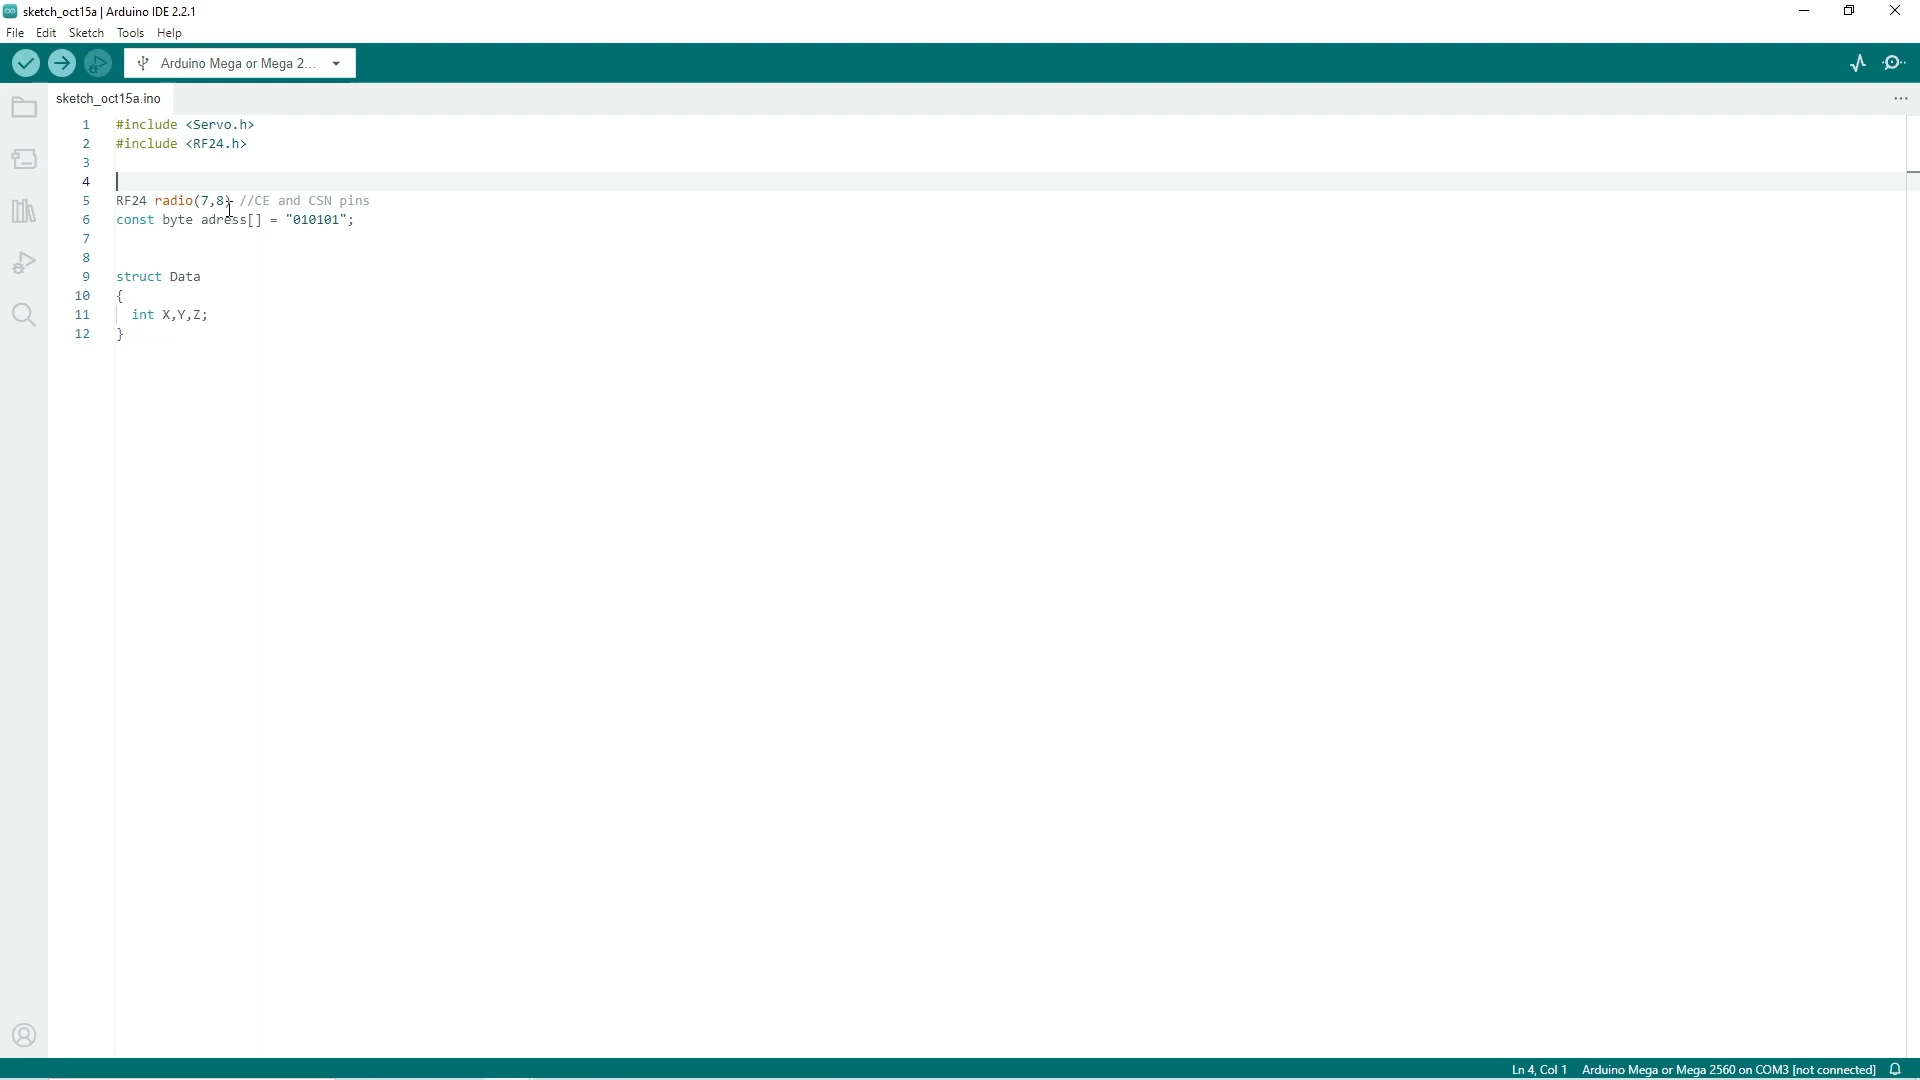 sketch_oct15a | Arduino IDE 2.2.1
File Edit Sketch Tools Help
Arduino Mega or Mega 2...
sketch_oct15a.ino
1 #include <Servo.h>
2 #include <RF24.h>
3
4
5 RF24 radio(7,8) //CE and CSN pins
6 const byte adress[] = "010101";
7
8
9 struct Data
10 {
11 int X,Y,Z;
12 }
Ln 4, Col 1 Arduino Mega or Mega 2560 on COM3 [not connected]